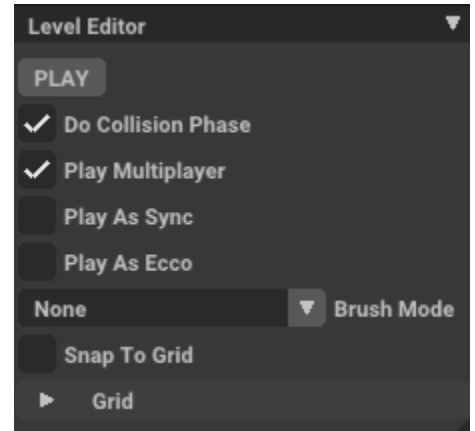 Level Editor
PLAY
Do Collision Phase
Play Multiplayer
Play As Sync
Play As Ecco
None Brush Mode
Snap To Grid
Grid